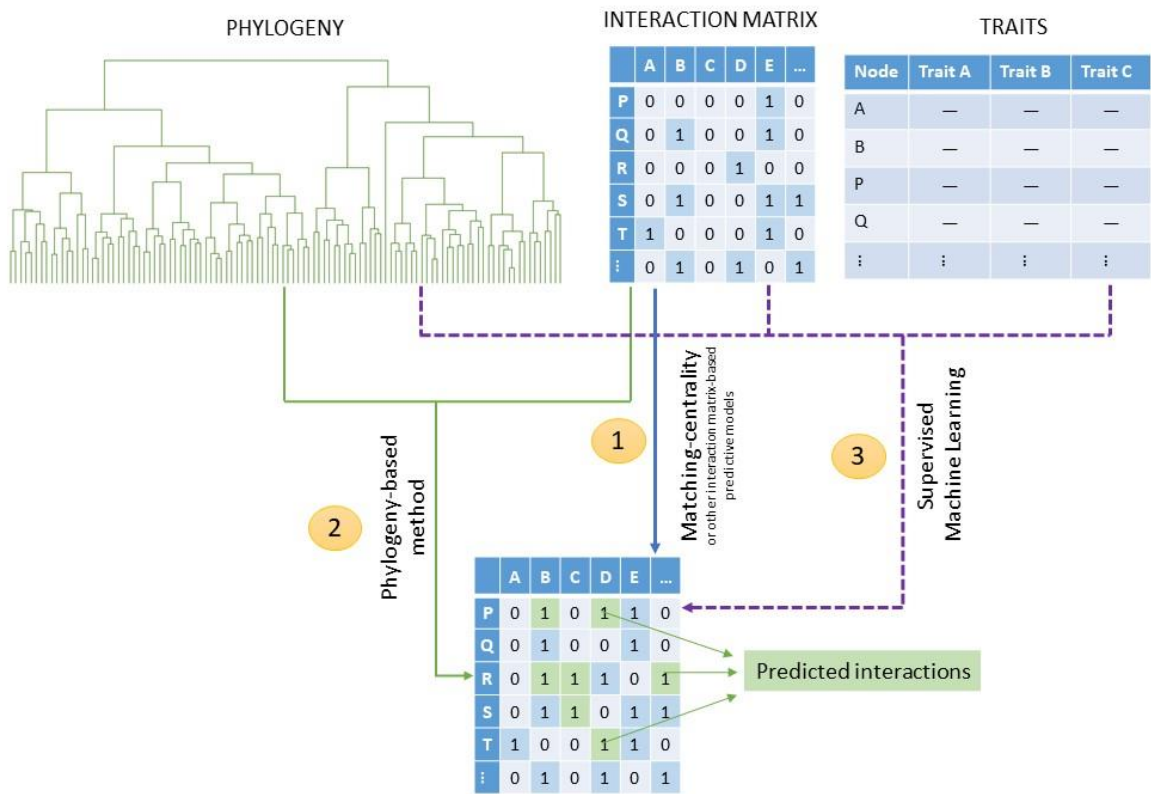 PHYLOGENY
INTERACTION MATRIX
A B C D E ...
P 0 0 0 0 1 0
Q 0 1 0 0 1 0
R 0 0 0 1 0 0
S 0 1 0 0 1 1
T 1 0 0 0 1 0
⋮ 0 1 0 1 0 1
TRAITS
Node Trait A Trait B Trait C
A — — —
B — — —
P — — —
Q — — —
⋮ ⋮ ⋮ ⋮
1
Matching-centrality
or other interaction matrix-based
predictive models
2
Phylogeny-based
method
3
Supervised
Machine Learning
A B C D E ...
P 0 1 0 1 1 0
Q 0 1 0 0 1 0
R 0 1 1 1 0 1
S 0 1 1 0 1 1
T 1 0 0 1 1 0
⋮ 0 1 0 1 0 1
Predicted interactions